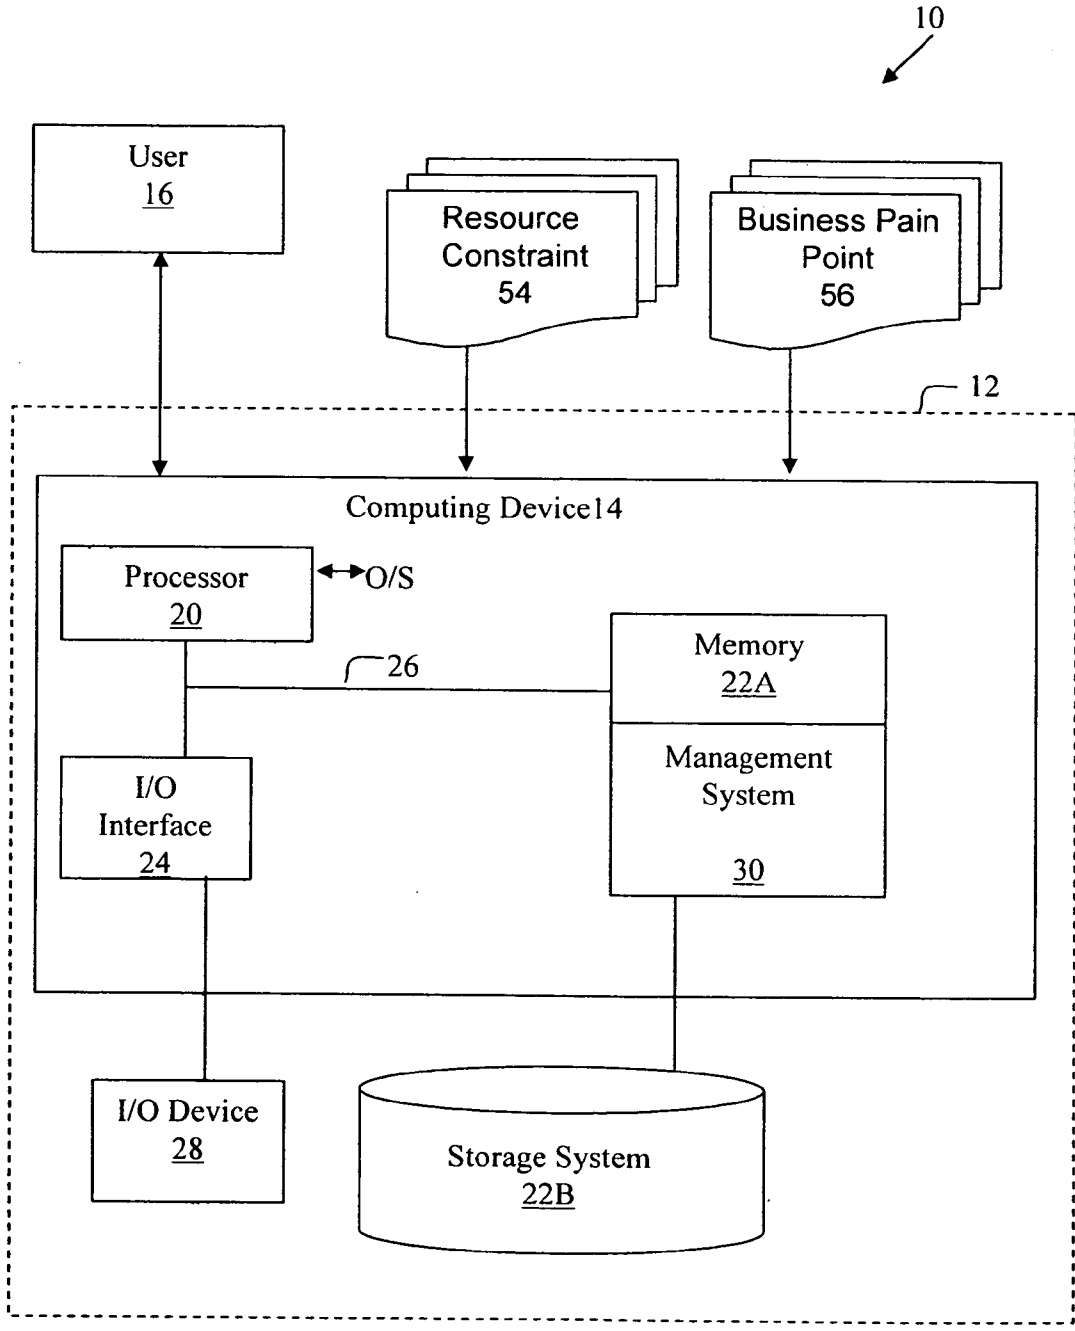 10
User
16
Resource
Constraint
54
Business Pain
Point
56
12
Computing Device14
Processor
20
O/S
26
Memory
22A
Management
System
30
I/O
Interface
24
I/O Device
28
Storage System
22B